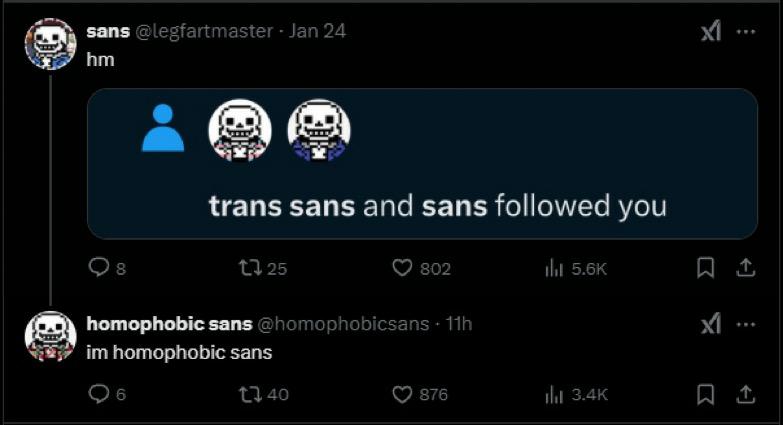 sans @legfartmaster · Jan 24
hm
trans sans and sans followed you
8 25 802 5.6K
homophobic sans @homophobicsans · 11h
im homophobic sans
6 40 876 3.4K